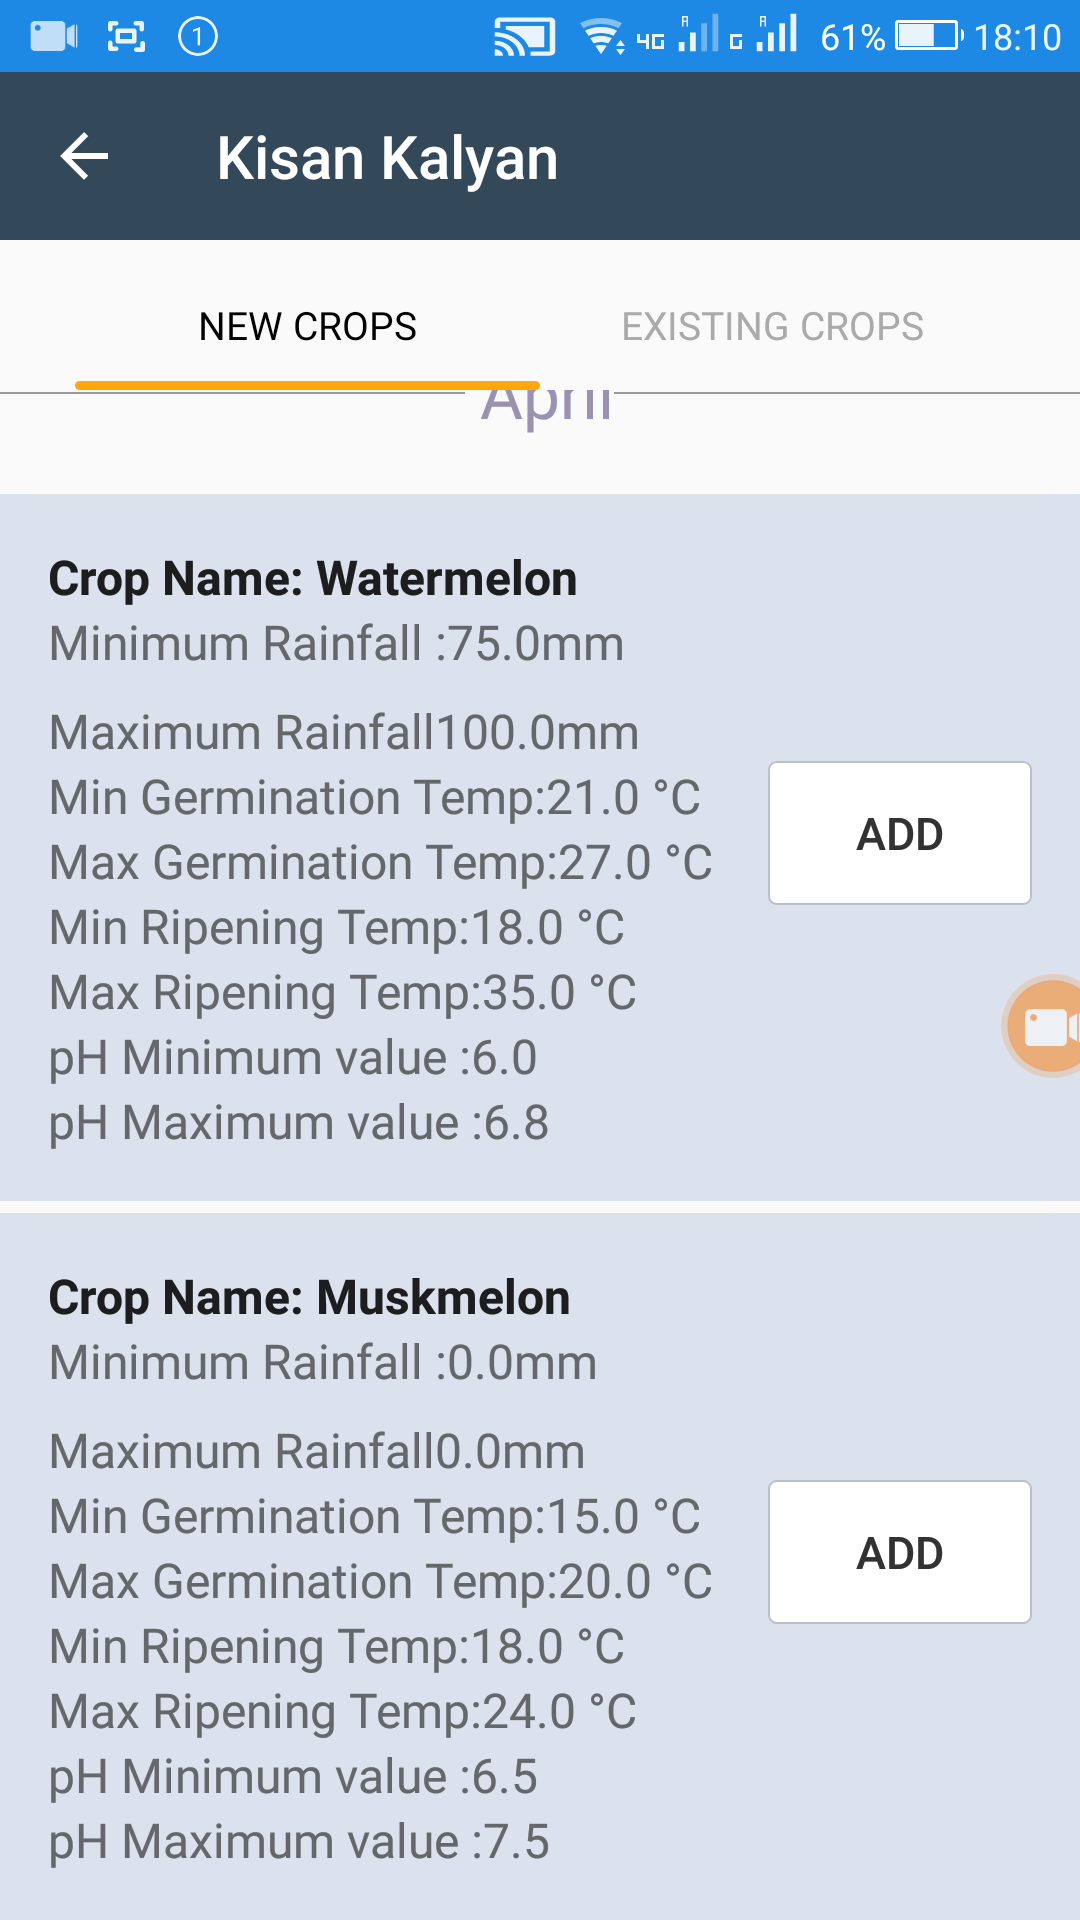 1 4G R G R 61% 18:10
Kisan Kalyan
NEW CROPS EXISTING CROPS
April
Crop Name: Watermelon
Minimum Rainfall :75.0mm
Maximum Rainfall100.0mm
Min Germination Temp:21.0 °C
ADD
Max Germination Temp:27.0 °C
Min Ripening Temp:18.0 °C
Max Ripening Temp:35.0 °C
pH Minimum value :6.0
pH Maximum value :6.8
Crop Name: Muskmelon
Minimum Rainfall :0.0mm
Maximum Rainfall0.0mm
Min Germination Temp:15.0 °C
ADD
Max Germination Temp:20.0 °C
Min Ripening Temp:18.0 °C
Max Ripening Temp:24.0 °C
pH Minimum value :6.5
pH Maximum value :7.5